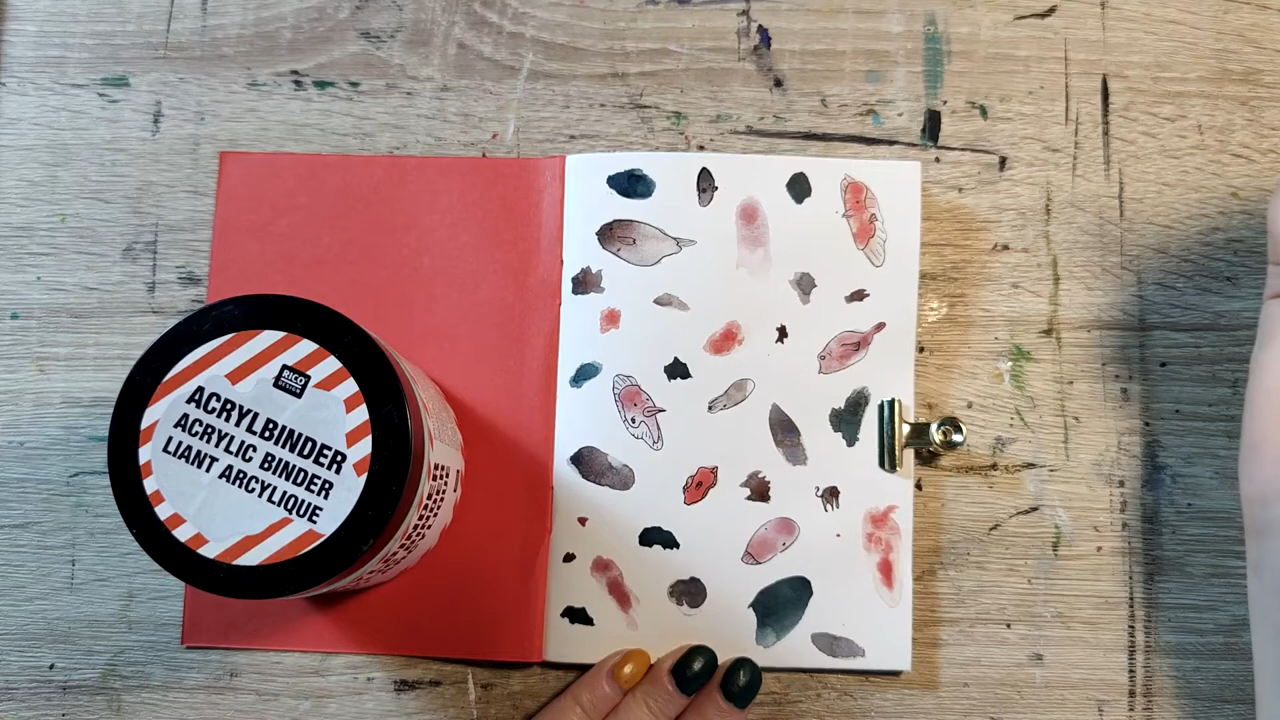 RICO
DESIGN
ACRYLBINDER
ACRYLIC BINDER
LIANT ARCYLIQUE